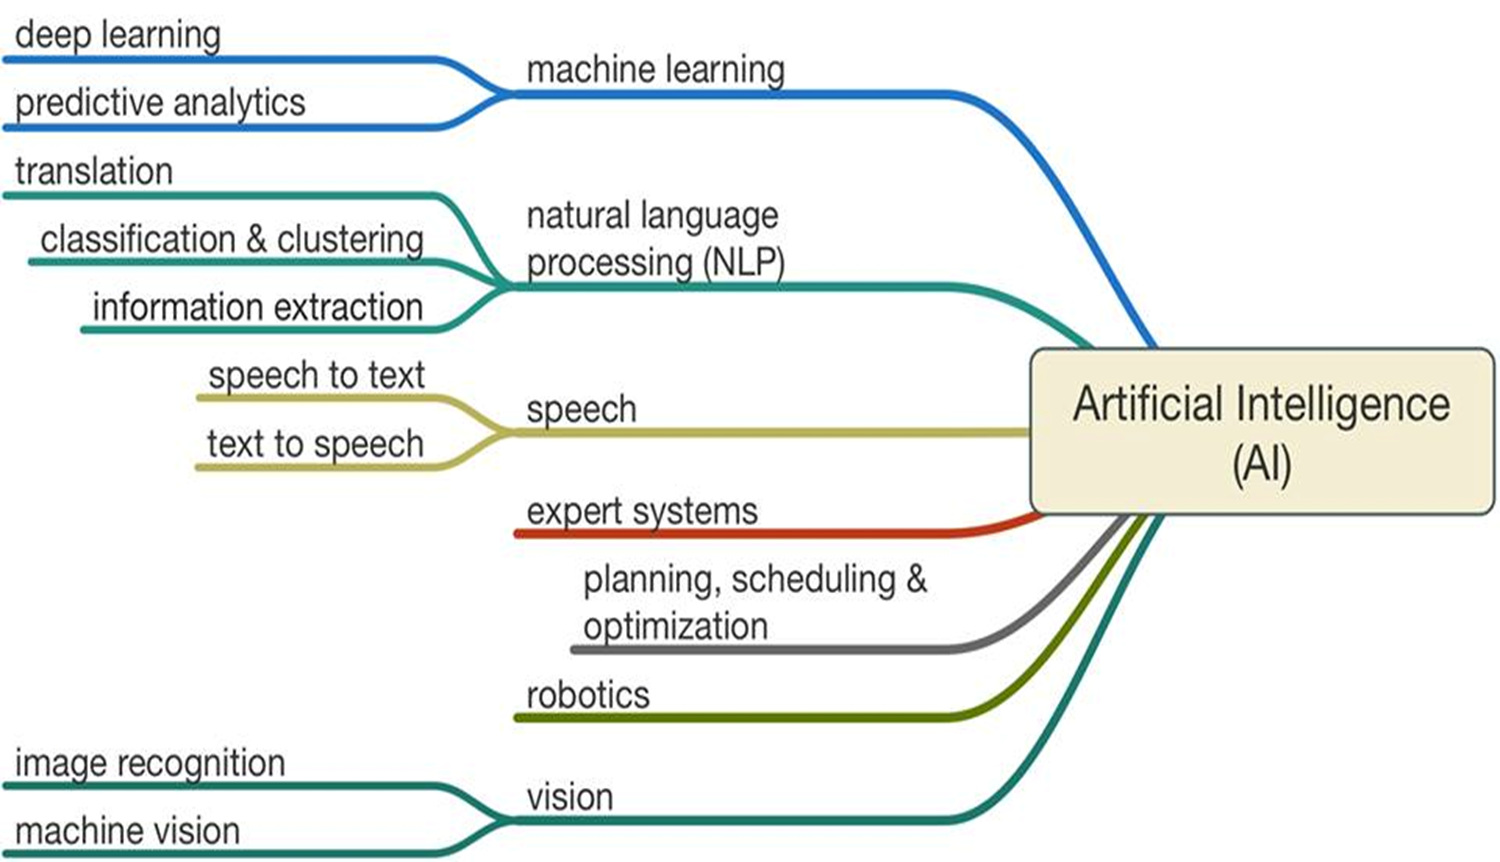 deep learning
predictive analytics
machine learning
translation
classification & clustering
information extraction
natural language
processing (NLP)
speech to text
text to speech
speech
expert systems
planning, scheduling &
optimization
robotics
image recognition
machine vision
vision
Artificial Intelligence
(AI)